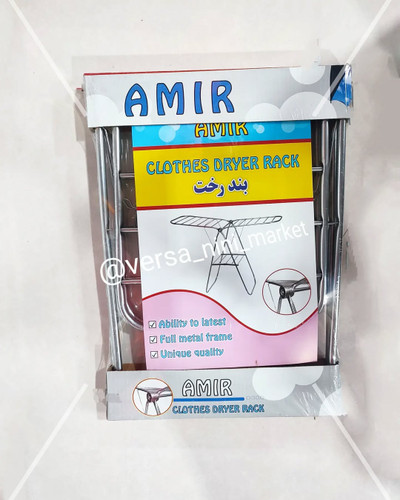 AMIR
AMIR
CLOTHES DRYER RACK
بند رخت
@versa_nini_market
Ability to latest
Full metal frame
Unique quality
AMIR
CLOTHES DRYER RACK